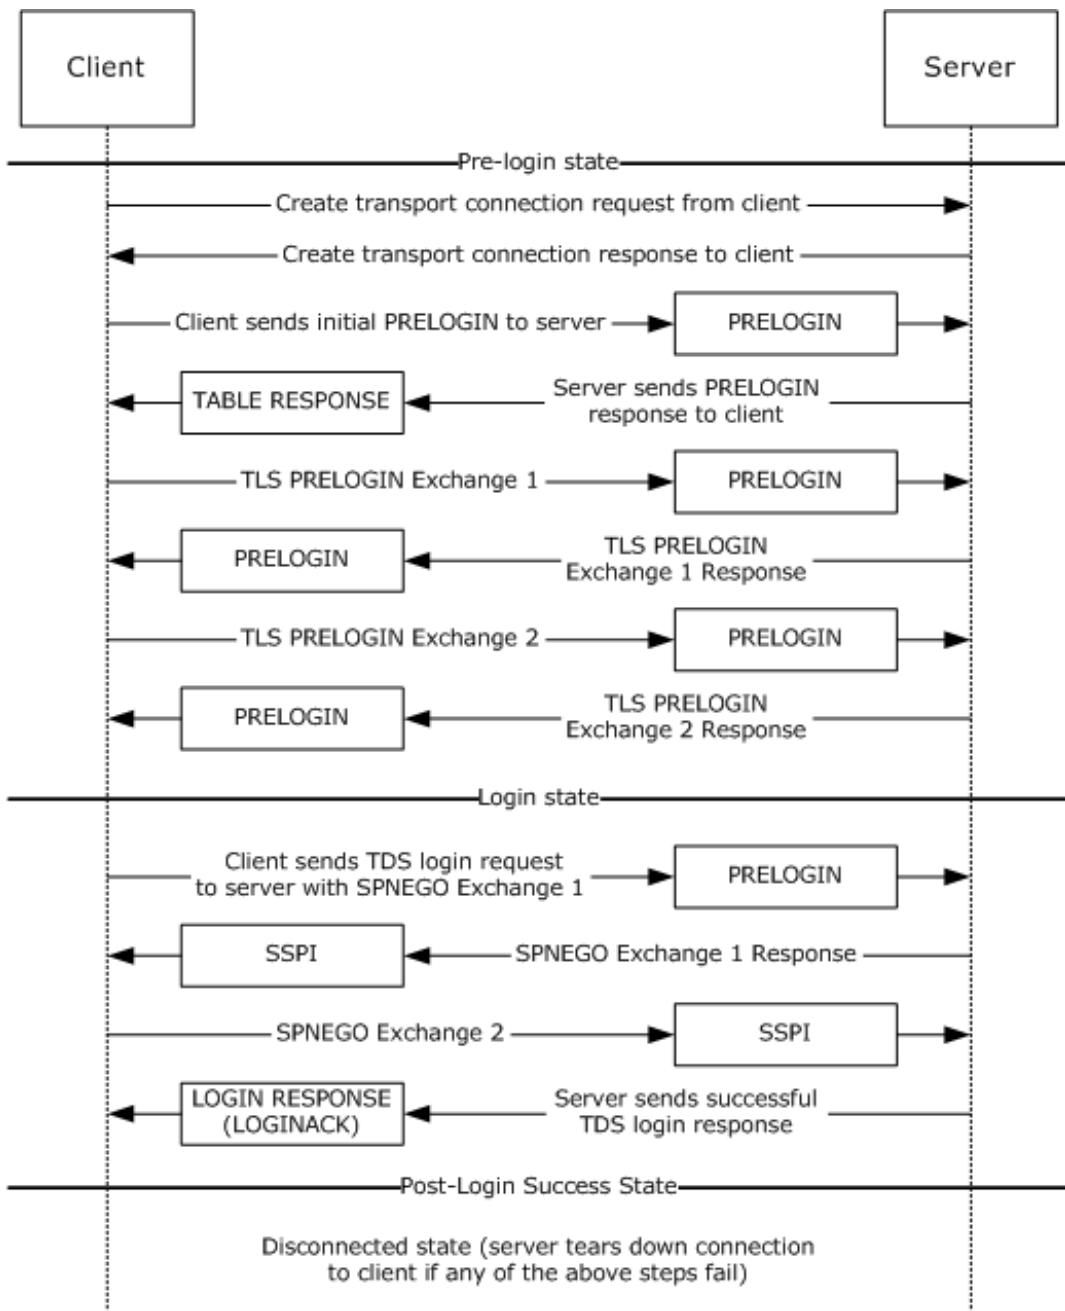 Client
Server
Pre-login state
Create transport connection request from client
Create transport connection response to client
Client sends initial PRELOGIN to server
PRELOGIN
TABLE RESPONSE
Server sends PRELOGIN
response to client
TLS PRELOGIN Exchange 1
PRELOGIN
PRELOGIN
TLS PRELOGIN
Exchange 1 Response
TLS PRELOGIN Exchange 2
PRELOGIN
PRELOGIN
TLS PRELOGIN
Exchange 2 Response
Login state
Client sends TDS login request
to server with SPNEGO Exchange 1
PRELOGIN
SSPI
SPNEGO Exchange 1 Response
SPNEGO Exchange 2
SSPI
LOGIN RESPONSE
(LOGINACK)
Server sends successful
TDS login response
Post-Login Success State
Disconnected state (server tears down connection
to client if any of the above steps fail)